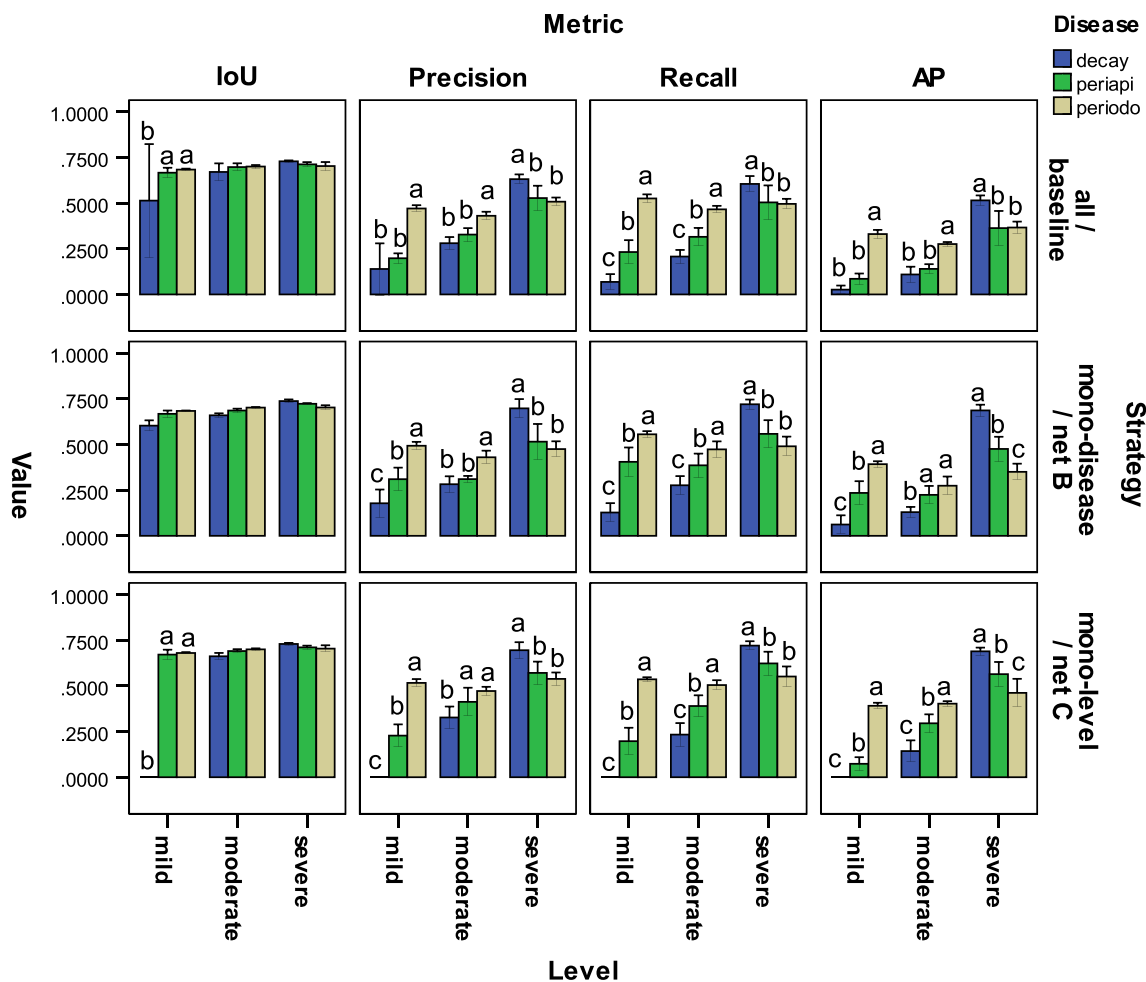 Metric
Disease
decay
periapi
periodo
IoU
Precision
Recall
AP
1.0000
.7500
.5000
.2500
.0000
b a a
b b a b b a a b b
c b a c b a a b b
b b a b b a a b b
all /
baseline
1.0000
.7500
.5000
.2500
.0000
c b a b b a a b b
c b a c b a a b b
c b a b a a a b c
mono-disease
/ net B
Value
Strategy
1.0000
.7500
.5000
.2500
.0000
b a a
c b a b a a a b b
c b a c b a a b b
c b a c b a a b c
mono-level
/ net C
mild
moderate
severe
mild
moderate
severe
mild
moderate
severe
mild
moderate
severe
Level